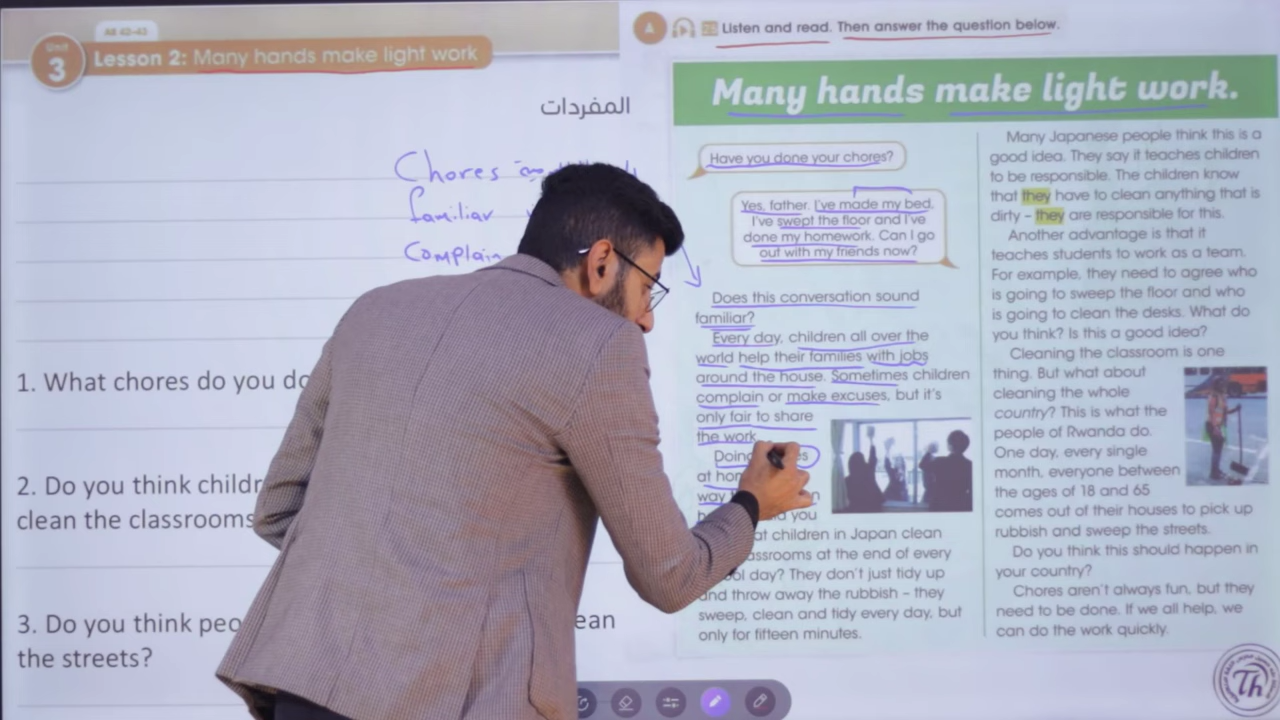 AB 42-43
Unit
3
Lesson 2: Many hands make light work
المفردات
Chores
familiar
Complain
1. What chores do you do
2. Do you think childr
clean the classrooms
3. Do you think peo ean
the streets?
A Listen and read. Then answer the question below.
Many hands make light work.
Have you done your chores?
Yes, father. I've made my bed,
I've swept the floor and I've
done my homework. Can I go
out with my friends now?
Does this conversation sound
familiar?
Every day, children all over the
world help their families with jobs
around the house. Sometimes children
complain or make excuses, but it's
only fair to share
the work.
Doing
at hom
way
you
at children in Japan clean
assrooms at the end of every
ol day? They don't just tidy up
and throw away the rubbish – they
sweep, clean and tidy every day, but
only for fifteen minutes.
Many Japanese people think this is a
good idea. They say it teaches children
to be responsible. The children know
that they have to clean anything that is
dirty – they are responsible for this.
Another advantage is that it
teaches students to work as a team.
For example, they need to agree who
is going to sweep the floor and who
is going to clean the desks. What do
you think? Is this a good idea?
Cleaning the classroom is one
thing. But what about
cleaning the whole
country? This is what the
people of Rwanda do.
One day, every single
month, everyone between
the ages of 18 and 65
comes out of their houses to pick up
rubbish and sweep the streets.
Do you think this should happen in
your country?
Chores aren't always fun, but they
need to be done. If we all help, we
can do the work quickly.
Th